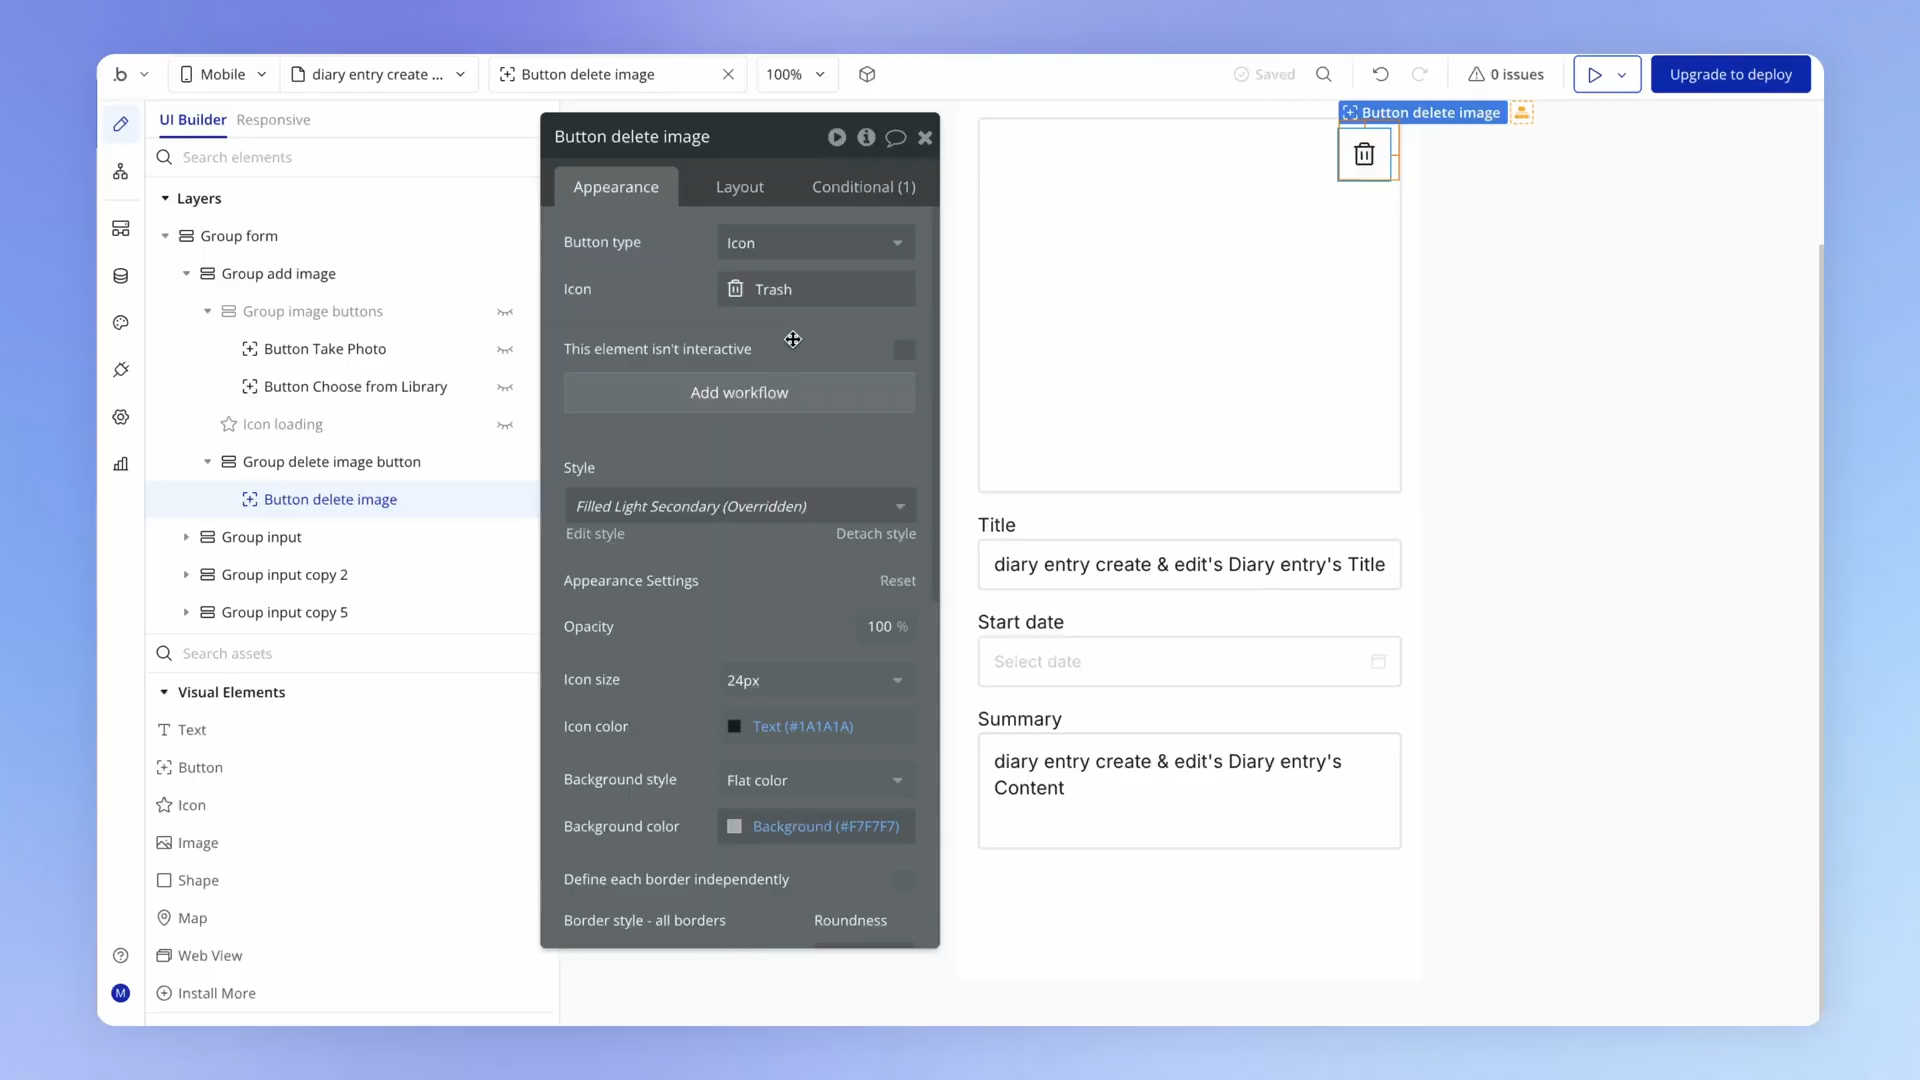 .b
Mobile
diary entry create ...
Button delete image
100%
Saved
0 issues
Upgrade to deploy
UI Builder
Responsive
Search elements
Layers
Group form
Group add image
Group image buttons
Button Take Photo
Button Choose from Library
Icon loading
Group delete image button
Button delete image
Group input
Group input copy 2
Group input copy 5
Search assets
Visual Elements
Text
Button
Icon
Image
Shape
Map
Web View
Install More
M
Button delete image
Appearance
Layout
Conditional (1)
Button type
Icon
Icon
Trash
This element isn't interactive
Add workflow
Style
Filled Light Secondary (Overridden)
Edit style
Detach style
Appearance Settings
Reset
Opacity
100 %
Icon size
24px
Icon color
Text (#1A1A1A)
Background style
Flat color
Background color
Background (#F7F7F7)
Define each border independently
Border style - all borders
Roundness
Button delete image
Title
diary entry create & edit's Diary entry's Title
Start date
Select date
Summary
diary entry create & edit's Diary entry's
Content